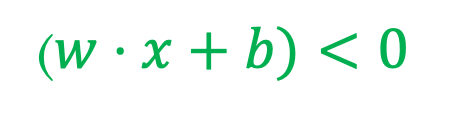 (w · x + b) < 0